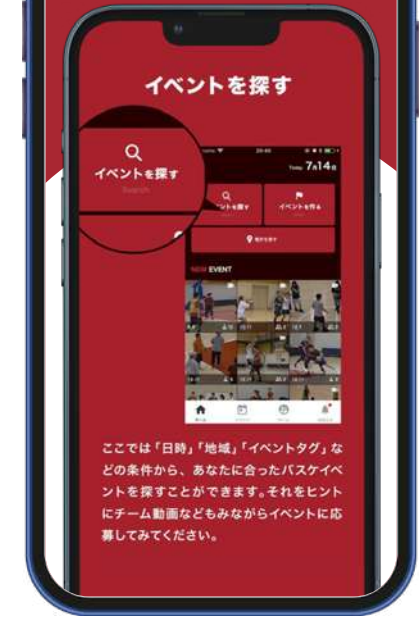 イベントを探す
イベントを探す
Search
20:46
Today 7月14日
イベントを作る
NEW EVENT
ここでは「日時」「地域」「イベントタグ」な
どの条件から、あなたに合ったバスケイベ
ントを探すことができます。それをヒント
にチーム動画などもみながらイベントに応
募してみてください。